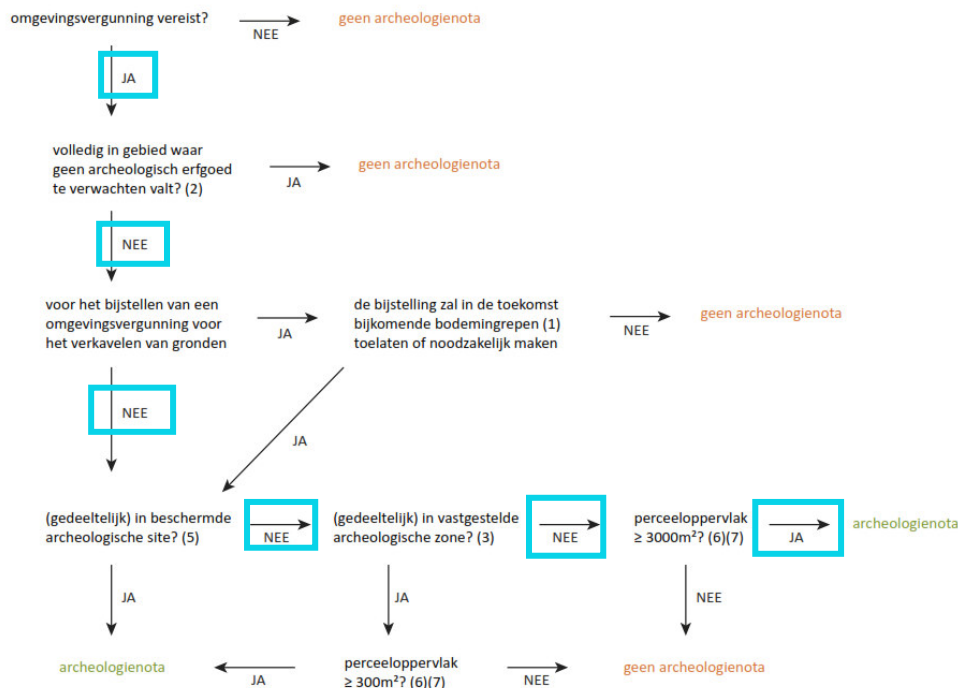 omgevingsvergunning vereist?
NEE
geen archeologienota
JA
volledig in gebied waar
geen archeologisch erfgoed
te verwachten valt? (2)
JA
geen archeologienota
NEE
voor het bijstellen van een
omgevingsvergunning voor
het verkavelen van gronden
JA
de bijstelling zal in de toekomst
bijkomende bodemingrepen (1)
toelaten of noodzakelijk maken
NEE
geen archeologienota
NEE
JA
(gedeeltelijk) in beschermde
archeologische site? (5)
NEE
(gedeeltelijk) in vastgestelde
archeologische zone? (3)
NEE
perceeloppervlak
≥ 3000m²? (6)(7)
JA
archeologienota
JA
JA
NEE
archeologienota
JA
perceeloppervlak
≥ 300m²? (6)(7)
NEE
geen archeologienota